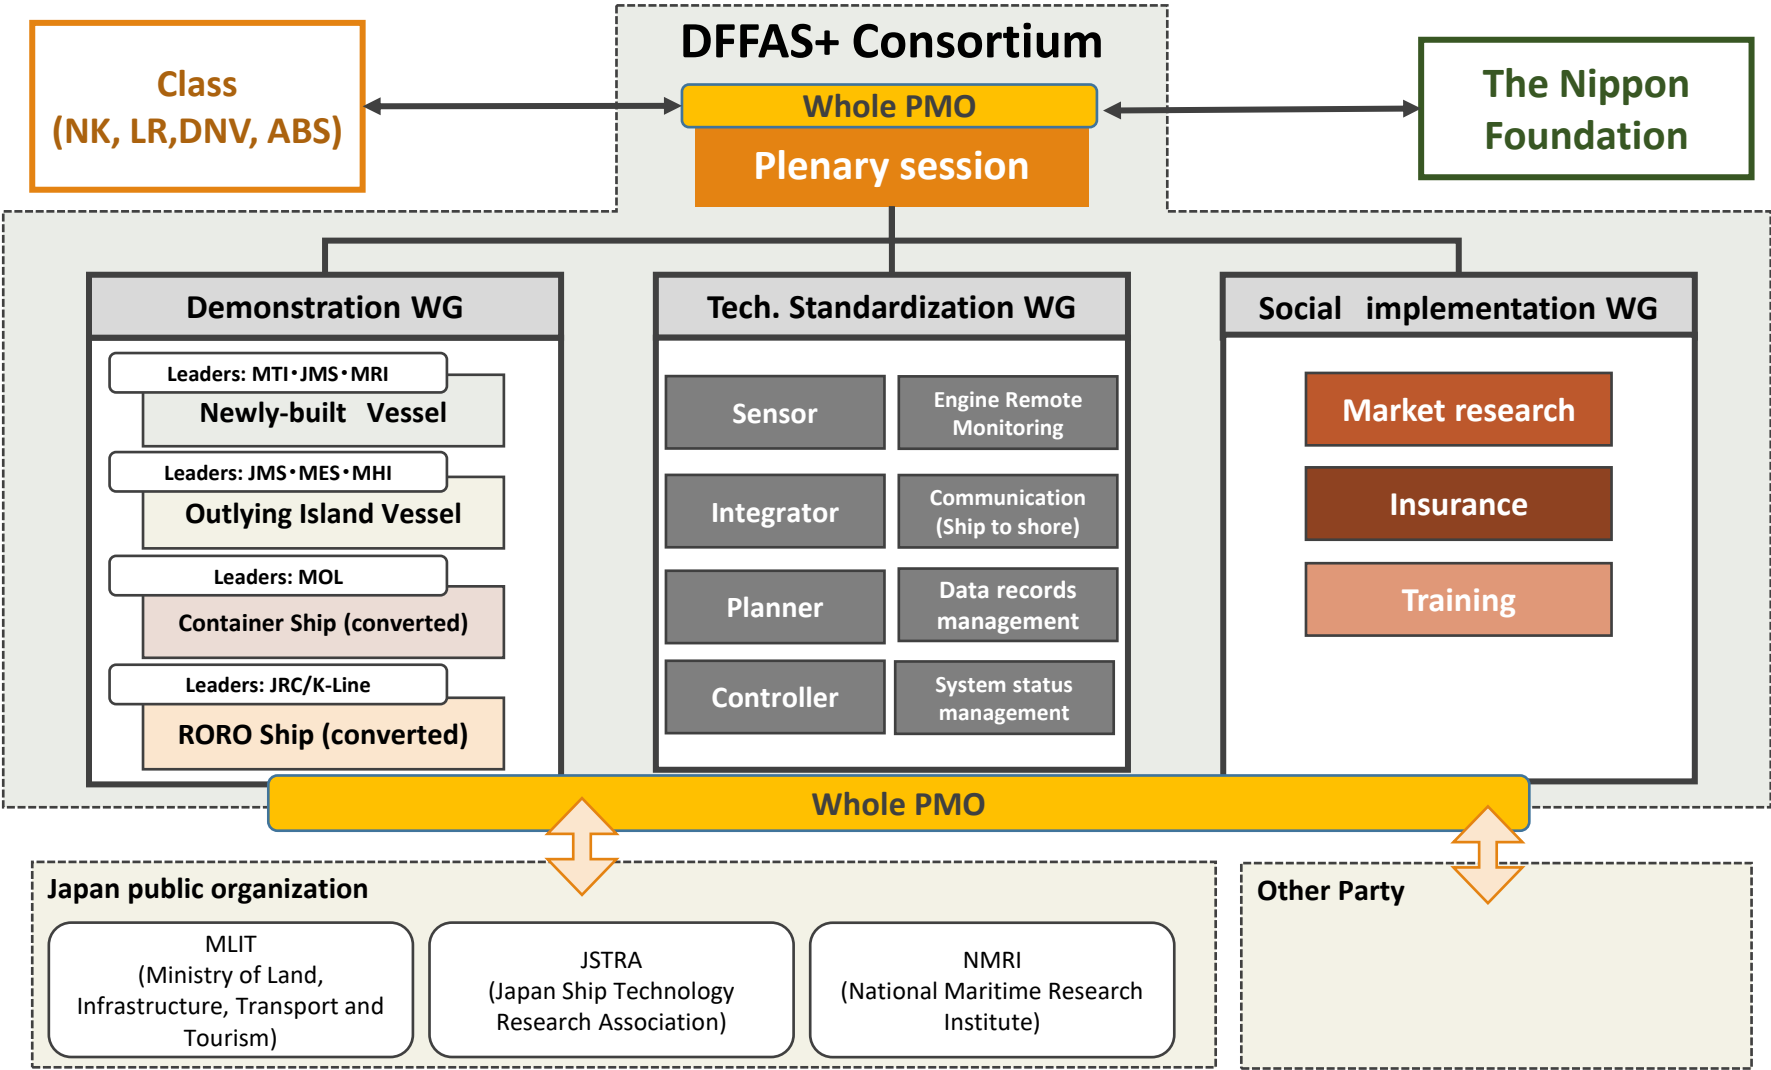 DFFAS+ Consortium
Class
(NK, LR,DNV, ABS)
Whole PMO
Plenary session
The Nippon
Foundation
Demonstration WG
Leaders: MTI・JMS・MRI
Newly-built Vessel
Leaders: JMS・MES・MHI
Outlying Island Vessel
Leaders: MOL
Container Ship (converted)
Leaders: JRC/K-Line
RORO Ship (converted)
Tech. Standardization WG
Sensor
Engine Remote
Monitoring
Integrator
Communication
(Ship to shore)
Planner
Data records
management
Controller
System status
management
Social implementation WG
Market research
Insurance
Training
Whole PMO
Japan public organization
MLIT
(Ministry of Land,
Infrastructure, Transport and
Tourism)
JSTRA
(Japan Ship Technology
Research Association)
NMRI
(National Maritime Research
Institute)
Other Party